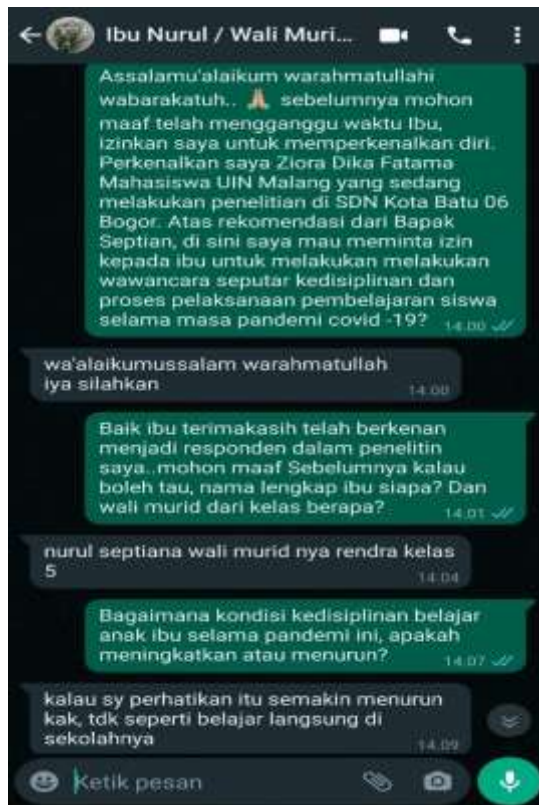 Ibu Nurul / Wali Muri...
Assalamu'alaikum warahmatullahi
wabarakatuh.. 🙏 sebelumnya mohon
maaf telah mengganggu waktu Ibu,
izinkan saya untuk memperkenalkan diri.
Perkenalkan saya Ziora Dika Fatama
Mahasiswa UIN Malang yang sedang
melakukan penelitian di SDN Kota Batu 06
Bogor. Atas rekomendasi dari Bapak
Septian, di sini saya mau meminta izin
kepada ibu untuk melakukan melakukan
wawancara seputar kedisiplinan dan
proses pelaksanaan pembelajaran siswa
selama masa pandemi covid -19? 14.00
wa'alaikumussalam warahmatullah
iya silahkan 14.00
Baik ibu terimakasih telah berkenan
menjadi responden dalam penelitin
saya..mohon maaf Sebelumnya kalau
boleh tau, nama lengkap ibu siapa? Dan
wali murid dari kelas berapa? 14.01
nurul septiana wali murid nya rendra kelas
5 14.04
Bagaimana kondisi kedisiplinan belajar
anak ibu selama pandemi ini, apakah
meningkatkan atau menurun? 14.07
kalau sy perhatikan itu semakin menurun
kak, tdk seperti belajar langsung di
sekolahnya 14.09
Ketik pesan